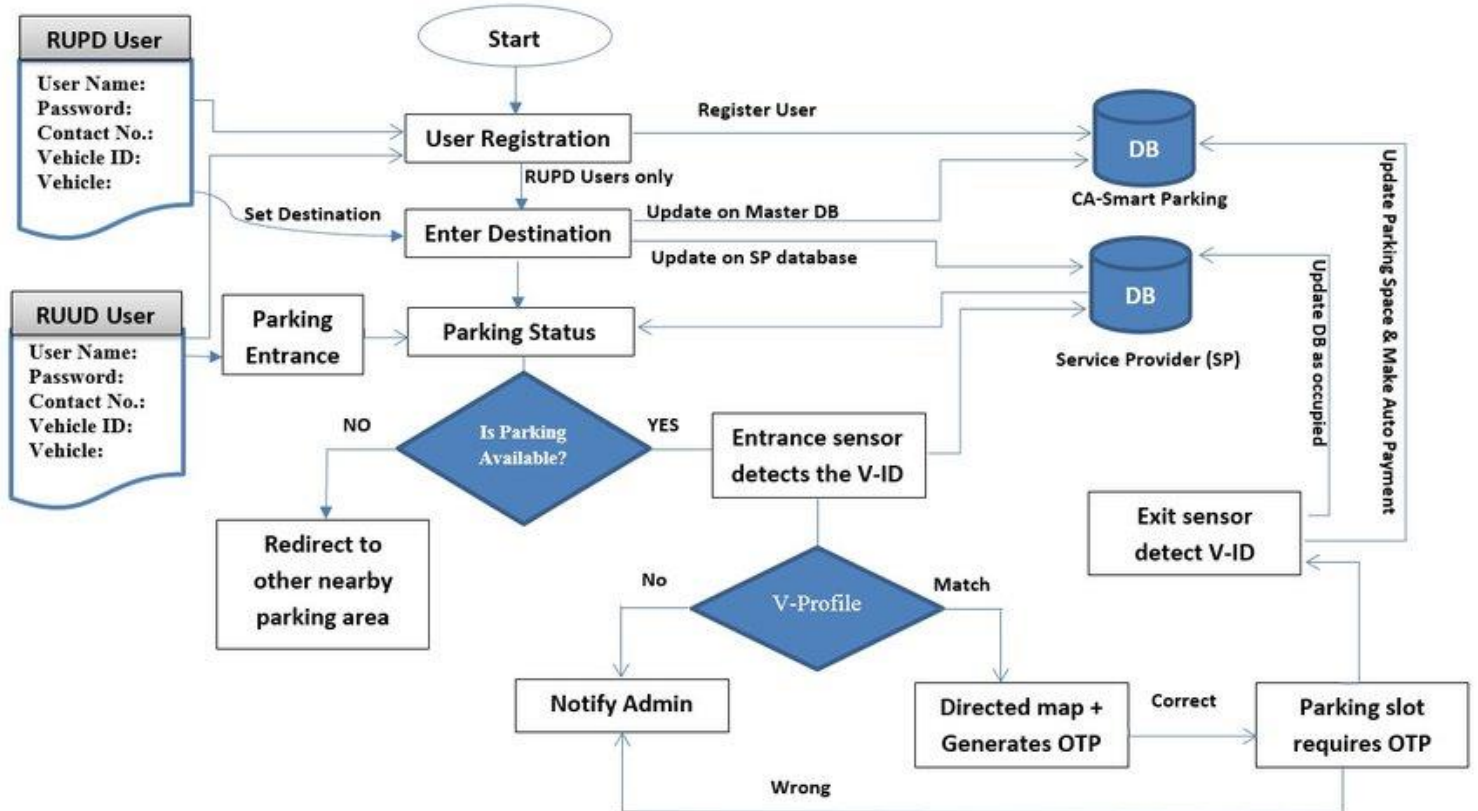 RUPD User
User Name:
Password:
Contact No.:
Vehicle ID:
Vehicle:
Start
User Registration
Register User
DB
CA-Smart Parking
RUPD Users only
Set Destination
Enter Destination
Update on Master DB
Update on SP database
DB
Service Provider (SP)
RUUD User
User Name:
Password:
Contact No.:
Vehicle ID:
Vehicle:
Parking
Entrance
Parking Status
Is Parking
Available?
NO
YES
Redirect to
other nearby
parking area
Entrance sensor
detects the V-ID
V-Profile
No
Match
Notify Admin
Directed map +
Generates OTP
Correct
Parking slot
requires OTP
Wrong
Exit sensor
detect V-ID
Update DB as occupied
Update Parking Space & Make Auto Payment